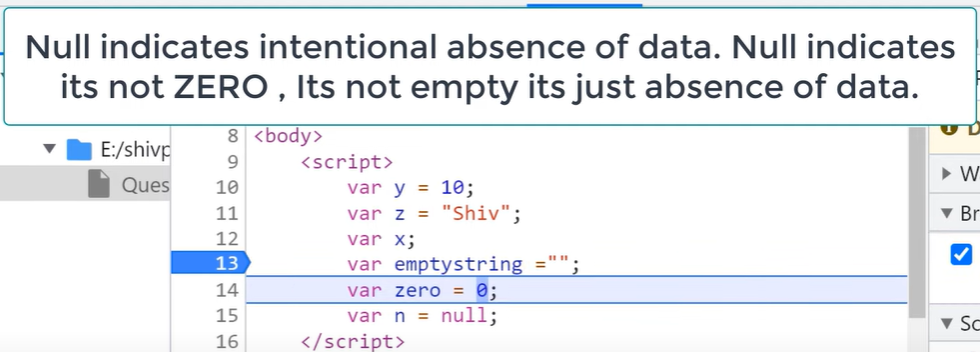 Null indicates intentional absence of data. Null indicates
its not ZERO , Its not empty its just absence of data.
8 <body>
E:/shivp 9 <script>
Ques 10 var y = 10;
11 var z = "Shiv";
12 var x;
13 var emptystring ="";
14 var zero = 0;
15 var n = null;
16 </script>
D
W
Br
Sc